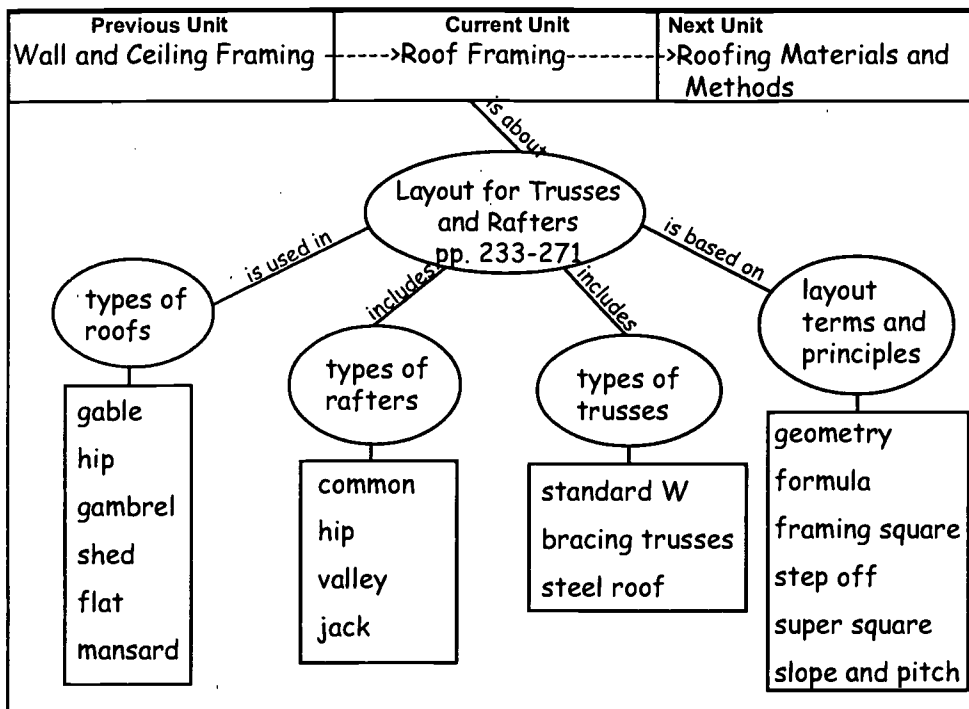 Previous Unit
Wall and Ceiling Framing
Current Unit
Roof Framing
Next Unit
Roofing Materials and
Methods
is about
Layout for Trusses
and Rafters
pp. 233-271
is used in
includes
includes
is based on
types of
roofs
gable
hip
gambrel
shed
flat
mansard
types of
rafters
common
hip
valley
jack
types of
trusses
standard W
bracing trusses
steel roof
layout
terms and
principles
geometry
formula
framing square
step off
super square
slope and pitch